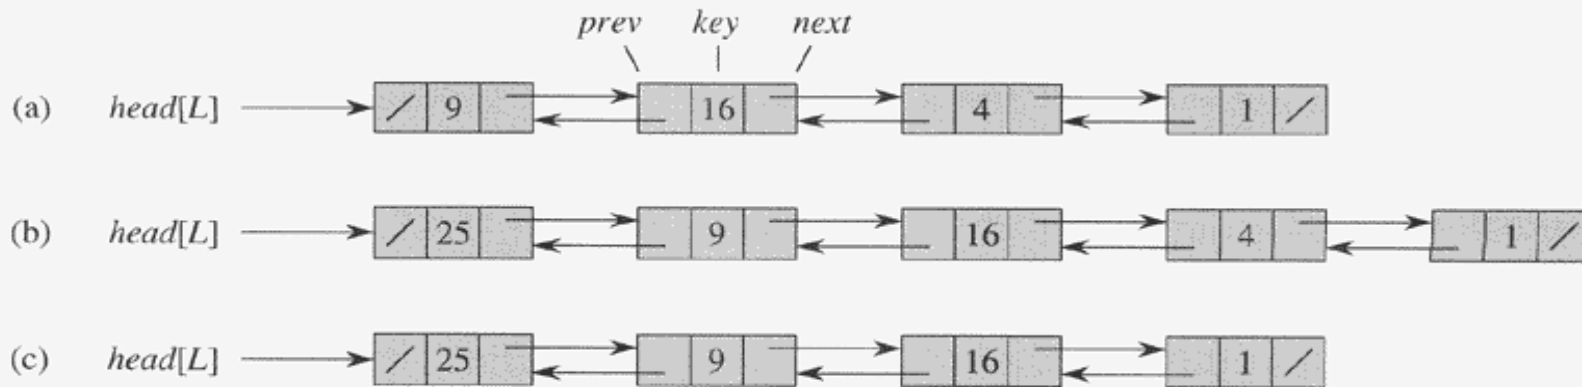 prev key next
(a) head[L] / 9 16 4 1 /
(b) head[L] / 25 9 16 4 1 /
(c) head[L] / 25 9 16 1 /